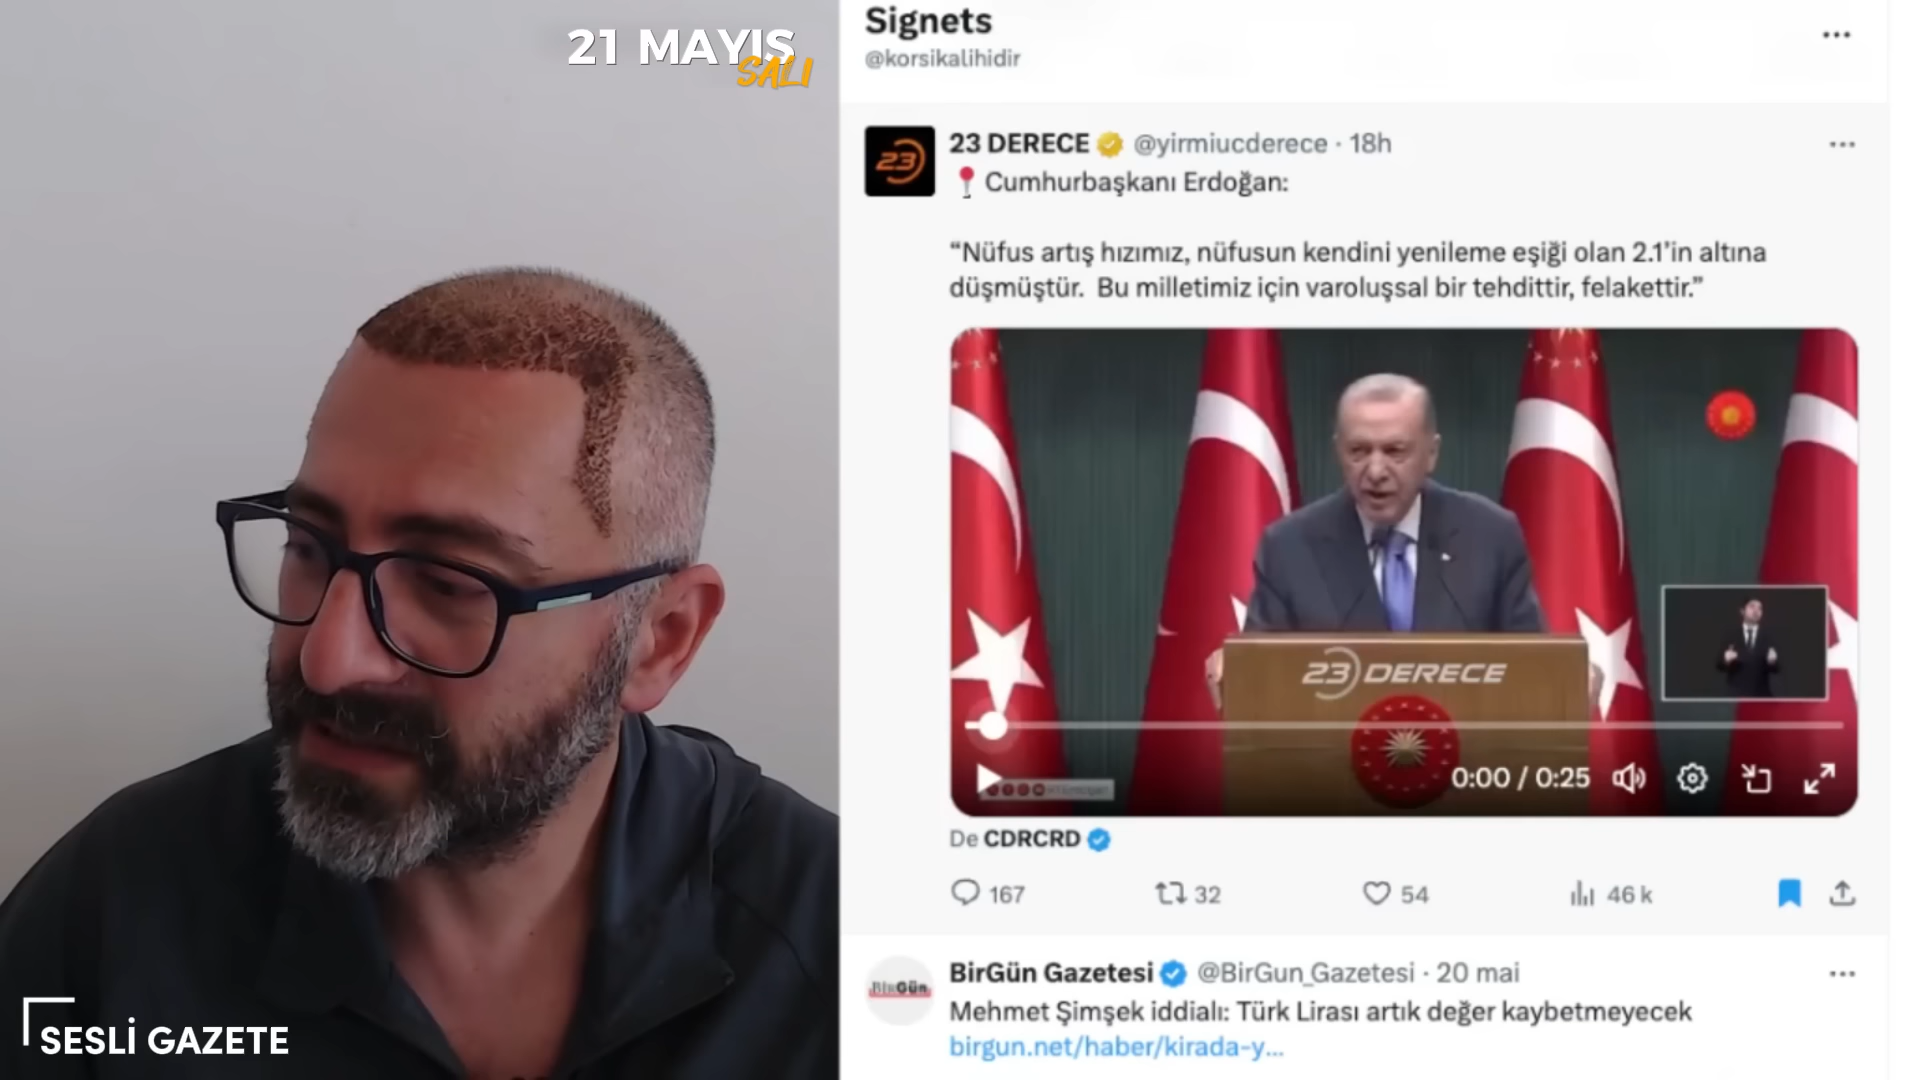 21 MAYIS
SALI
SESLİ GAZETE
Signets
@korsikalihidir
23
23 DERECE @yirmiucderece · 18h
Cumhurbaşkanı Erdoğan:
“Nüfus artış hızımız, nüfusun kendini yenileme eşiği olan 2.1’in altına
düşmüştür. Bu milletimiz için varoluşsal bir tehdittir, felakettir.”
23 DERECE
0:00 / 0:25
De CDRCRD
167 32 54 46 k
BirGün
BirGün Gazetesi @BirGun_Gazetesi · 20 mai
Mehmet Şimşek iddialı: Türk Lirası artık değer kaybetmeyecek
birgun.net/haber/kirada-y...